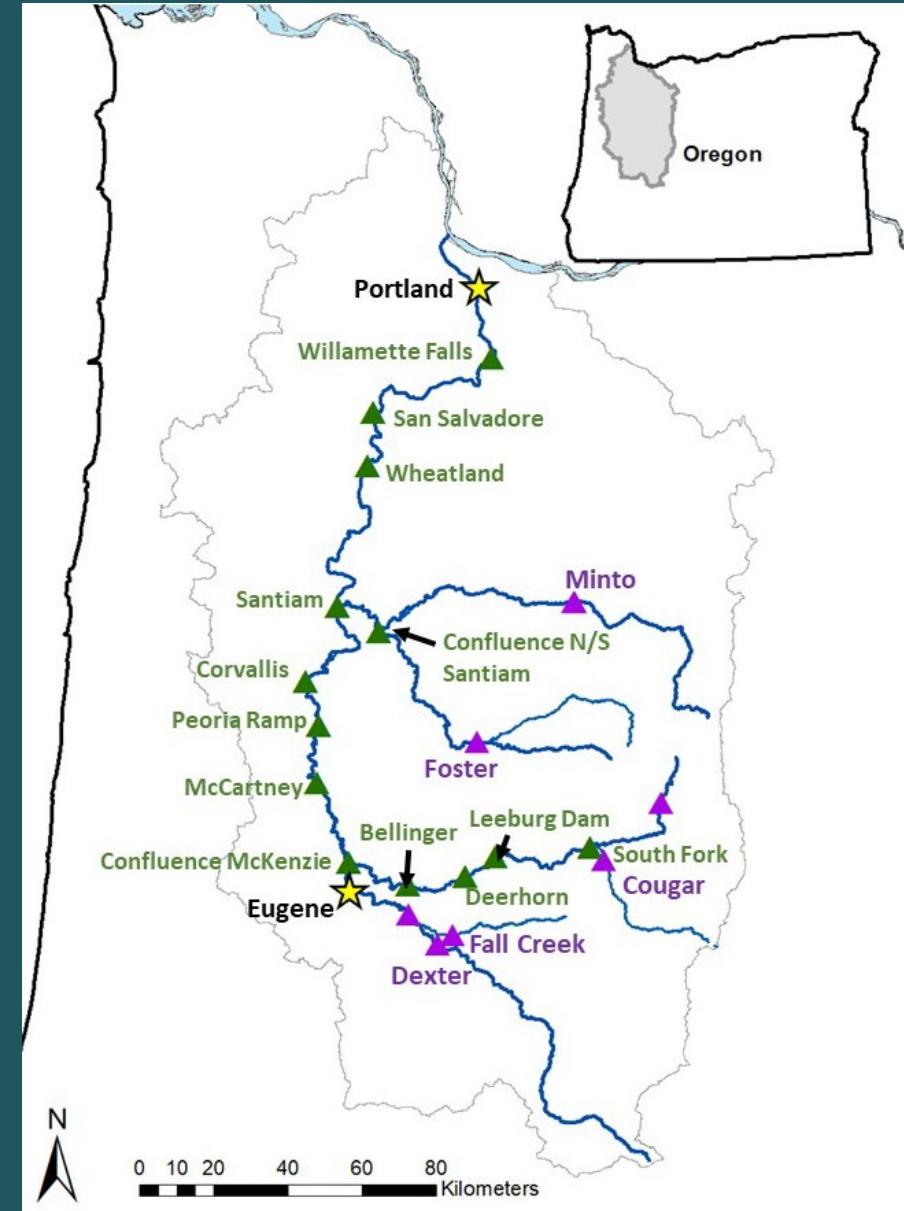 Oregon
Portland
Willamette Falls
San Salvadore
Wheatland
Minto
Santiam
Confluence N/S
Santiam
Corvallis
Peoria Ramp
Foster
McCartney
Leeburg Dam
Bellinger
Confluence McKenzie
South Fork
Cougar
Deerhorn
Eugene
Fall Creek
Dexter
N
0 10 20 40 60 80
Kilometers